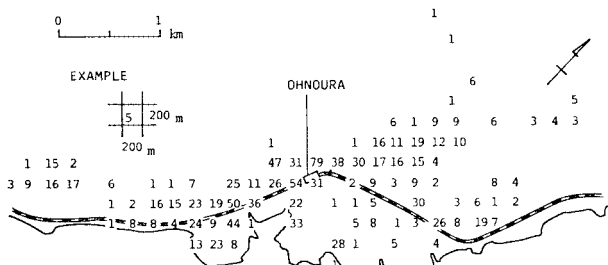 1
0 1
km
1
6
EXAMPLE
OHNOURA
1 5
5 200 m
6 1 9 9 6 3 4 3
200 m
1 1 16 11 19 12 10
1 15 2 47 31 79 38 30 17 16 15 4
3 9 16 17 6 1 1 7 25 11 26 54 31 2 9 3 9 2 8 4
1 2 16 15 23 19 50 36 22 1 1 5 30 3 6 1 2
1 8 8 4 24 9 44 1 33 5 8 1 3 26 8 19 7
13 23 8 28 1 5 4